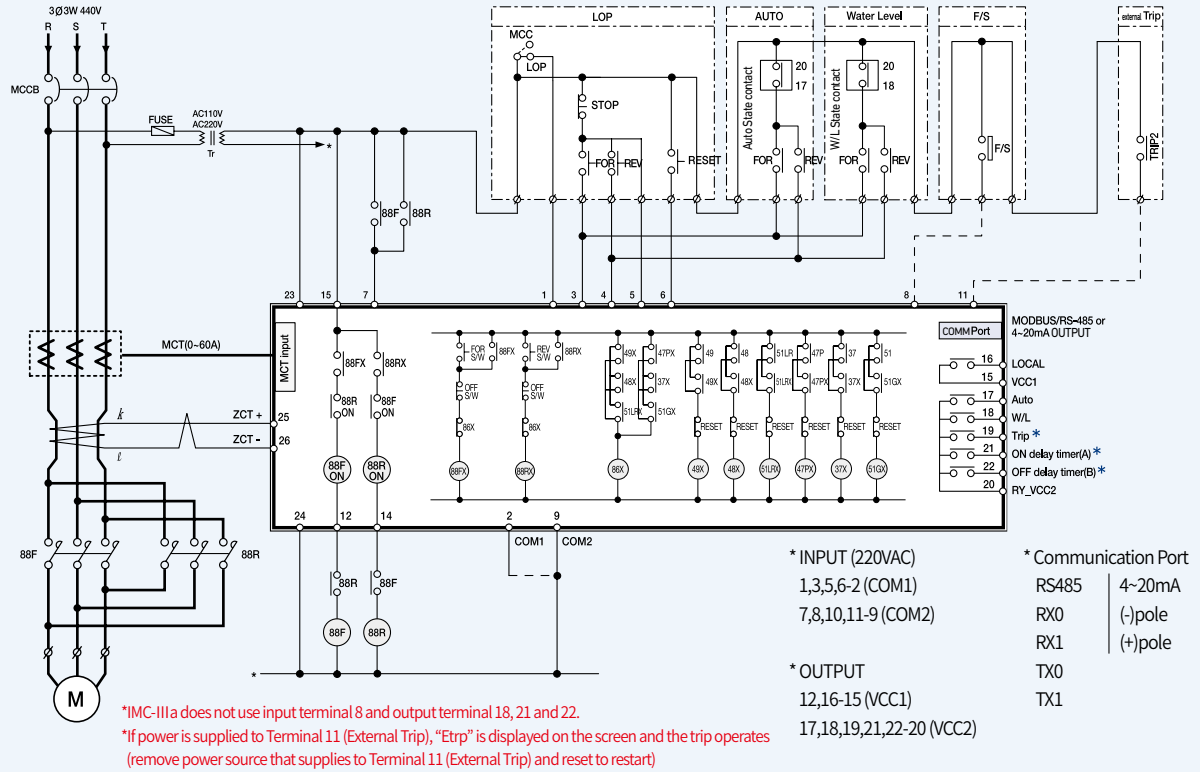 3Ø3W 440V
R S T
MCCB
FUSE
AC110V
AC220V
Tr
*
LOP
MCC
LOP
STOP
FOR
REV
RESET
AUTO
Auto State contact
20
17
FOR
REV
Water Level
W/L State contact
20
18
FOR
REV
F/S
F/S
external Trip
TRIP2
88F
88R
23 15 7 1 3 4 5 6 8 11
MCT(0~60A)
MCT input
k
ZCT +
25
ZCT -
26
ℓ
88FX
88RX
88R
ON
88F
ON
88F
ON
88R
ON
FOR
S/W
88FX
OFF
S/W
86X
88FX
REV
S/W
88RX
OFF
S/W
86X
88RX
49X
47PX
48X
37X
51LRX
51GX
86X
49 48 51LR 47P 37 51
49X 48X 51LRX 47PX 37X 51GX
RESET RESET RESET RESET RESET RESET
49X 48X 51LRX 47PX 37X 51GX
COMM Port
MODBUS/RS-485 or
4~20mA OUTPUT
16 LOCAL
15 VCC1
17 Auto
18 W/L
19 Trip *
21 ON delay timer(A) *
22 OFF delay timer(B) *
20 RY_VCC2
24 12 14 2 9
COM1 COM2
88F
88R
88R
88F
88F
88R
*
M
* INPUT (220VAC)
1,3,5,6-2 (COM1)
7,8,10,11-9 (COM2)
* OUTPUT
12,16-15 (VCC1)
17,18,19,21,22-20 (VCC2)
* Communication Port
RS485 4~20mA
RX0 (-)pole
RX1 (+)pole
TX0
TX1
*IMC-IIIa does not use input terminal 8 and output terminal 18, 21 and 22.
*If power is supplied to Terminal 11 (External Trip), “Etrp” is displayed on the screen and the trip operates
(remove power source that supplies to Terminal 11 (External Trip) and reset to restart)